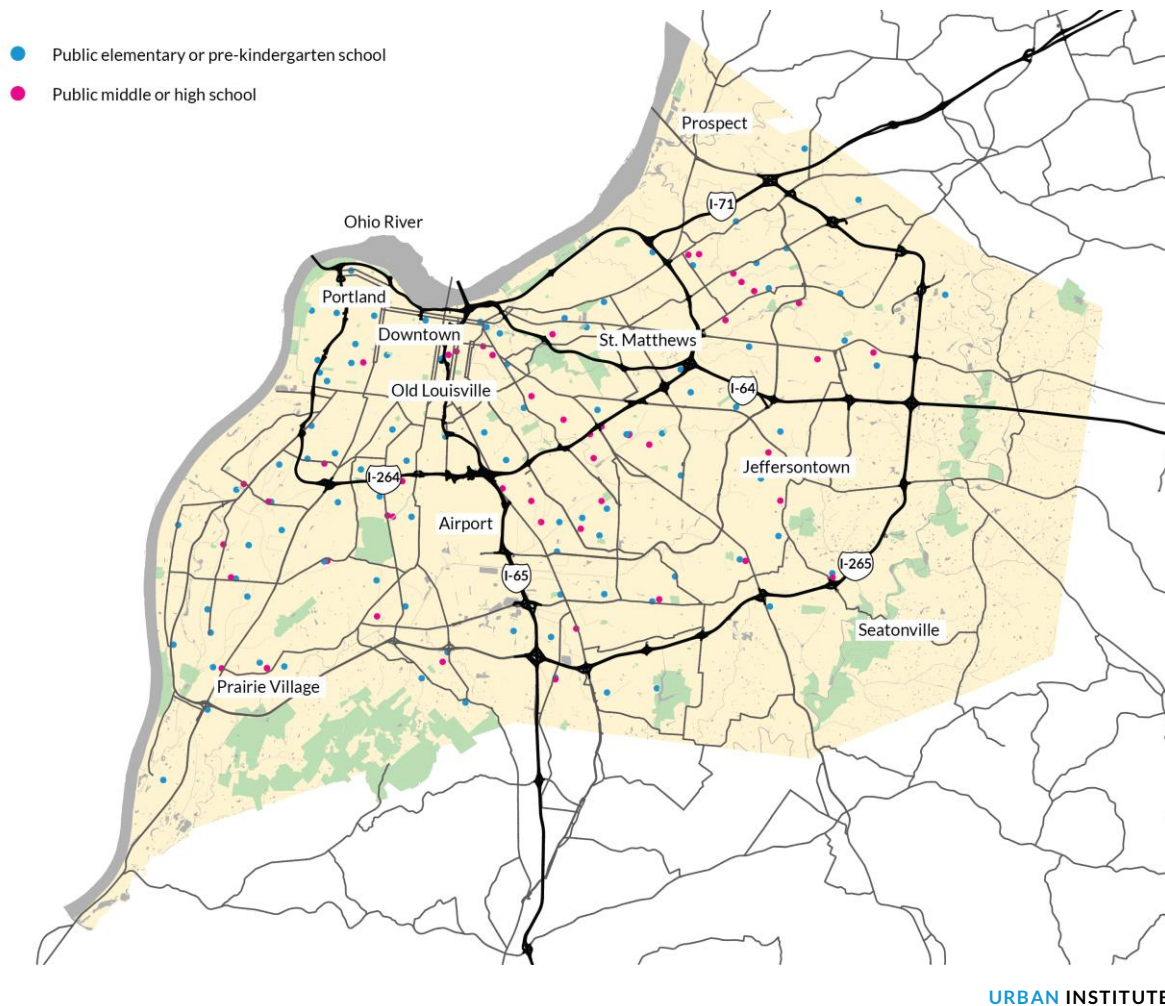 Public elementary or pre-kindergarten school
Public middle or high school
Prospect
I-71
Ohio River
Portland
Downtown
St. Matthews
Old Louisville
I-64
Jeffersontown
I-264
Airport
I-65
I-265
Seatonville
Prairie Village
URBAN INSTITUTE